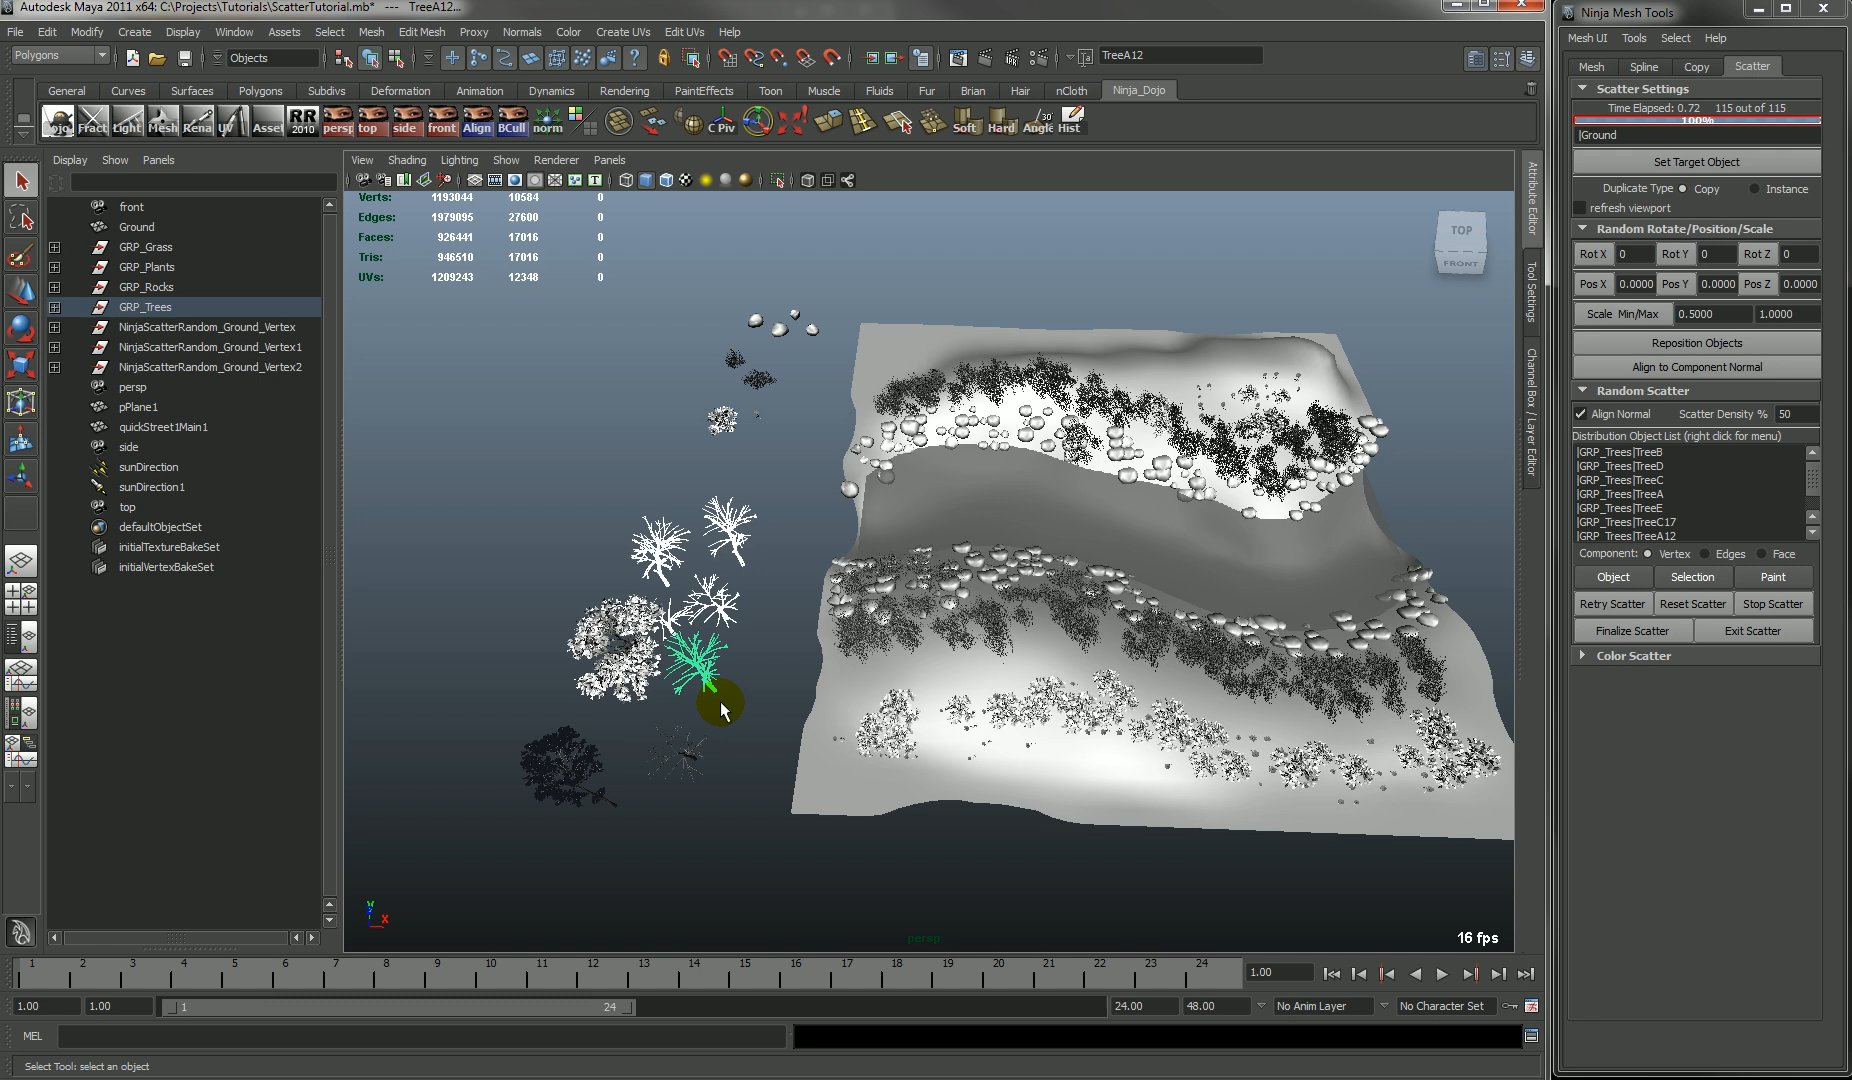 Autodesk Maya 2011 x64: C:\Projects\Tutorials\ScatterTutorial.mb* --- TreeA12...
File Edit Modify Create Display Window Assets Select Mesh Edit Mesh Proxy Normals Color Create UVs Edit UVs Help
Polygons Objects TreeA12
General Curves Surfaces Polygons Subdivs Deformation Animation Dynamics Rendering PaintEffects Toon Muscle Fluids Fur Brian Hair nCloth Ninja_Dojo
Dojo Fract Light Mesh Rena UV Asset RR 2010 persp top side front Align BCull norm C Piv Soft Hard Angle 30 Hist
Display Show Panels
front
Ground
GRP_Grass
GRP_Plants
GRP_Rocks
GRP_Trees
NinjaScatterRandom_Ground_Vertex
NinjaScatterRandom_Ground_Vertex1
NinjaScatterRandom_Ground_Vertex2
persp
pPlane1
quickStreet1Main1
side
sunDirection
sunDirection1
top
defaultObjectSet
initialTextureBakeSet
initialVertexBakeSet
View Shading Lighting Show Renderer Panels
Verts: 1193044 10584 0
Edges: 1979095 27600 0
Faces: 926441 17016 0
Tris: 946510 17016 0
UVs: 1209243 12348 0
TOP
FRONT
Y
Z
X
persp
16 fps
Attribute Editor
Tool Settings
Channel Box / Layer Editor
1 2 3 4 5 6 7 8 9 10 11 12 13 14 15 16 17 18 19 20 21 22 23 24 1.00
1.00 1.00 1 24 24.00 48.00 No Anim Layer No Character Set
MEL
Select Tool: select an object
Ninja Mesh Tools
Mesh UI Tools Select Help
Mesh Spline Copy Scatter
Scatter Settings
Time Elapsed: 0.72 115 out of 115
100%
|Ground
Set Target Object
Duplicate Type Copy Instance
refresh viewport
Random Rotate/Position/Scale
Rot X 0 Rot Y 0 Rot Z 0
Pos X 0.0000 Pos Y 0.0000 Pos Z 0.0000
Scale Min/Max 0.5000 1.0000
Reposition Objects
Align to Component Normal
Random Scatter
Align Normal Scatter Density % 50
Distribution Object List (right click for menu)
|GRP_Trees|TreeB
|GRP_Trees|TreeD
|GRP_Trees|TreeC
|GRP_Trees|TreeA
|GRP_Trees|TreeE
|GRP_Trees|TreeC17
|GRP_Trees|TreeA12
Component: Vertex Edges Face
Object Selection Paint
Retry Scatter Reset Scatter Stop Scatter
Finalize Scatter Exit Scatter
Color Scatter